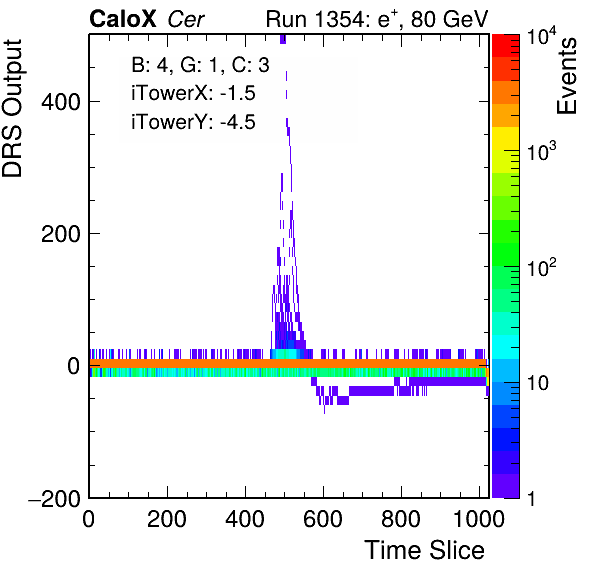 CaloX Cer
Run 1354: e+, 80 GeV
B: 4, G: 1, C: 3
iTowerX: -1.5
iTowerY: -4.5
DRS Output
400
200
0
−200
0 200 400 600 800 1000
Time Slice
Events
10^4
10^3
10^2
10
1